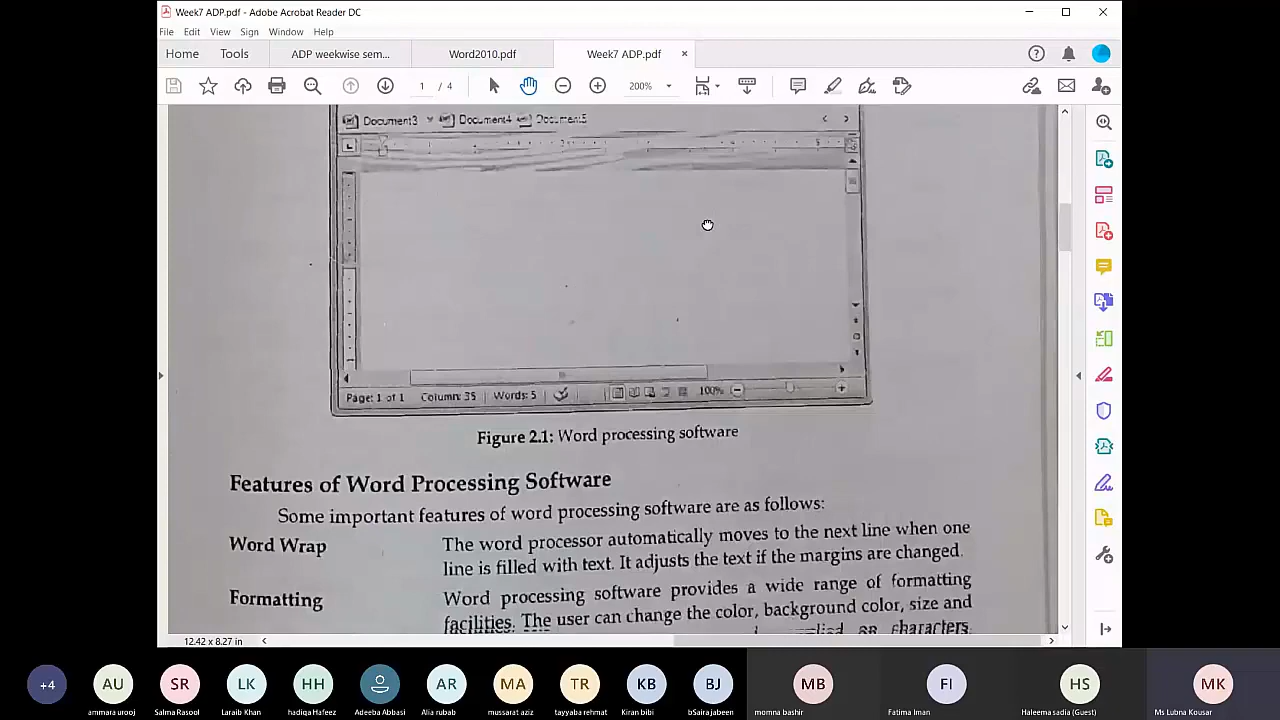 Week7 ADP.pdf - Adobe Acrobat Reader DC
File Edit View Sign Window Help
Home Tools ADP weekwise sem... Word2010.pdf Week7 ADP.pdf ×
1 / 4 200%
Document3 Document4 Document5
Page: 1 of 1 Column: 35 Words: 5 100%
Figure 2.1: Word processing software
Features of Word Processing Software
Some important features of word processing software are as follows:
Word Wrap The word processor automatically moves to the next line when one
line is filled with text. It adjusts the text if the margins are changed.
Formatting Word processing software provides a wide range of formatting
facilities. The user can change the color, background color, size and
characters
12.42 x 8.27 in
+4 AU SR LK HH AR MA TR KB BJ MB FI HS MK
ammara urooj Salma Rasool Laraib Khan hadiqa Hafeez Adeeba Abbasi Alia rubab mussarat aziz tayyaba rehmat Kiran bibi bSaira jabeen momna bashir Fatima Iman Haleema sadia (Guest) Ms Lubna Kousar